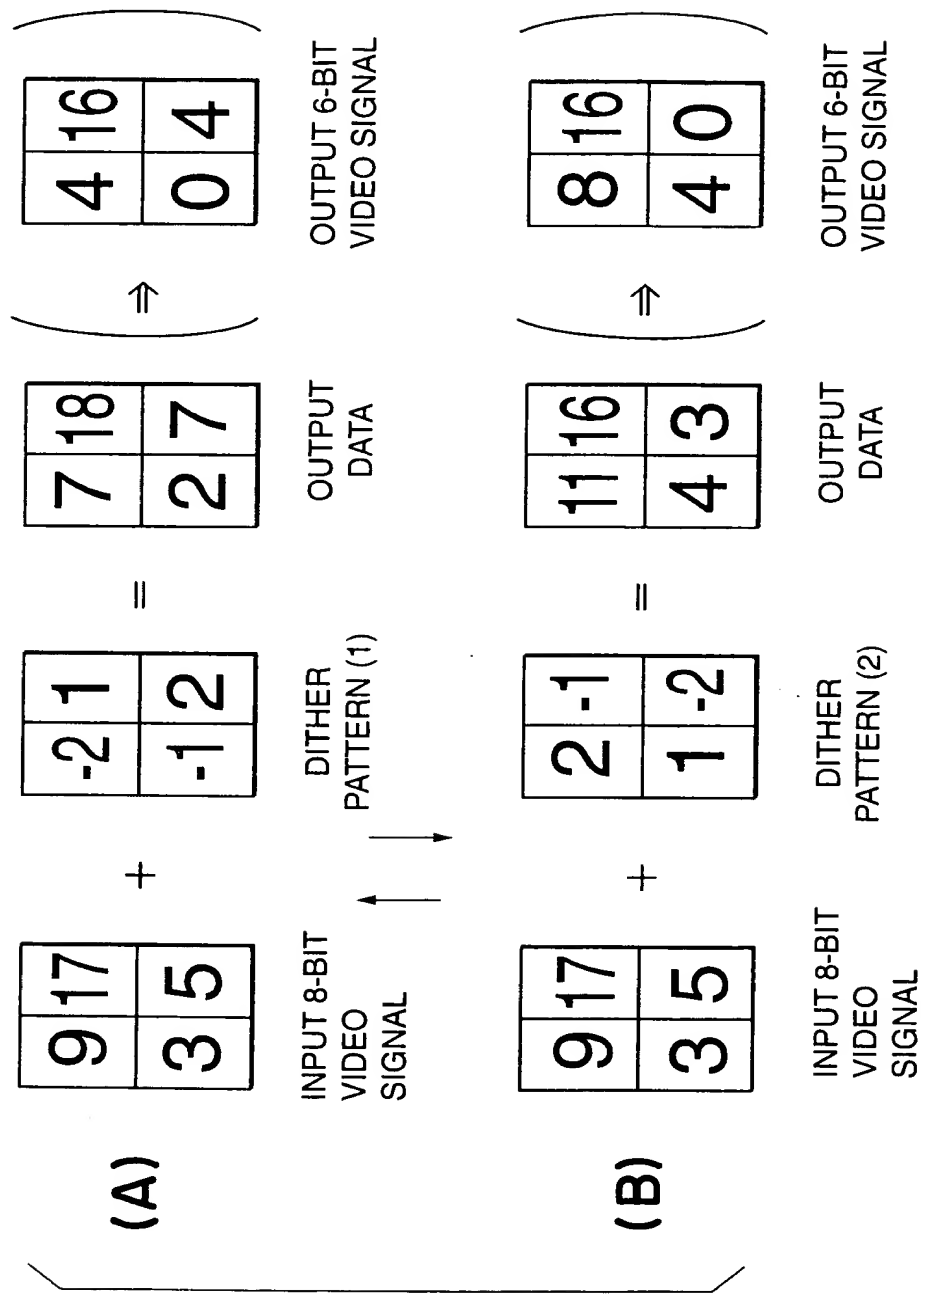 (A)
9 17 + -2 1 = 7 18 ⇒ 4 16
3 5 -1 2 2 7 0 4
INPUT 8-BIT
VIDEO
SIGNAL
DITHER
PATTERN (1)
OUTPUT
DATA
OUTPUT 6-BIT
VIDEO SIGNAL
(B)
9 17 + 2 -1 = 11 16 ⇒ 8 16
3 5 1 -2 4 3 4 0
INPUT 8-BIT
VIDEO
SIGNAL
DITHER
PATTERN (2)
OUTPUT
DATA
OUTPUT 6-BIT
VIDEO SIGNAL